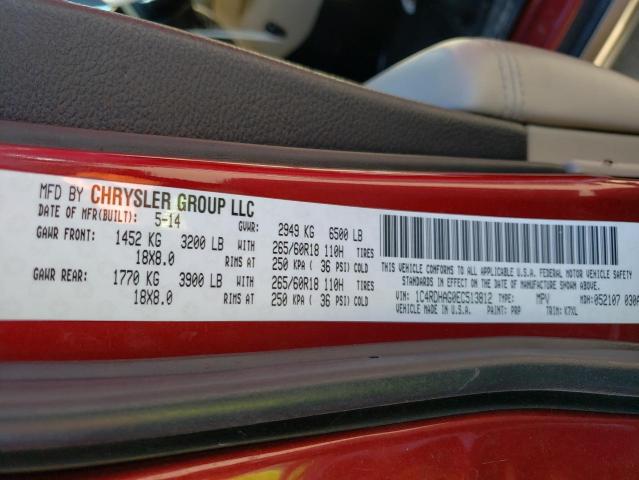 MFD BY CHRYSLER GROUP LLC
DATE OF MFR(BUILT): 5-14 GVWR: 2949 KG 6500 LB
GAWR FRONT: 1452 KG 3200 LB WITH 265/60R18 110H TIRES
18X8.0 RIMS AT 250 KPA ( 36 PSI) COLD
GAWR REAR: 1770 KG 3900 LB WITH 265/60R18 110H TIRES
18X8.0 RIMS AT 250 KPA ( 36 PSI) COLD
THIS VEHICLE CONFORMS TO ALL APPLICABLE U.S.A. FEDERAL MOTOR VEHICLE SAFETY
STANDARDS IN EFFECT ON THE DATE OF MANUFACTURE SHOWN ABOVE.
VIN: 1C4RDHAG0EC513812 TYPE: MPV MDH: 052107
VEHICLE MADE IN U.S.A. PAINT: PRP TRIM: K7XL